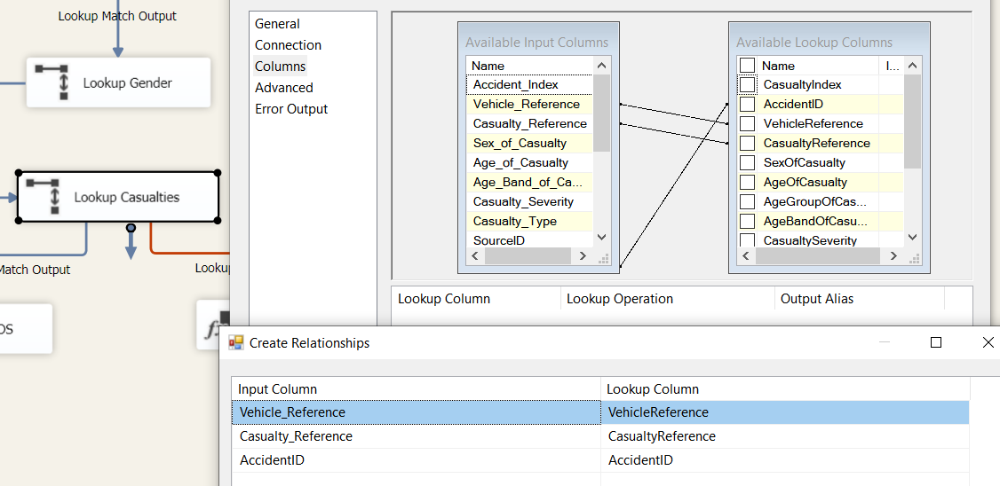 Lookup Match Output
Lookup Gender
Lookup Casualties
Match Output
Lookup
OS
General
Connection
Columns
Advanced
Error Output
Available Input Columns
Name
Accident_Index
Vehicle_Reference
Casualty_Reference
Sex_of_Casualty
Age_of_Casualty
Age_Band_of_Ca...
Casualty_Severity
Casualty_Type
SourceID
Available Lookup Columns
Name I...
CasualtyIndex
AccidentID
VehicleReference
CasualtyReference
SexOfCasualty
AgeOfCasualty
AgeGroupOfCas...
AgeBandOfCasu...
CasualtySeverity
Lookup Column Lookup Operation Output Alias
Create Relationships
Input Column Lookup Column
Vehicle_Reference VehicleReference
Casualty_Reference CasualtyReference
AccidentID AccidentID